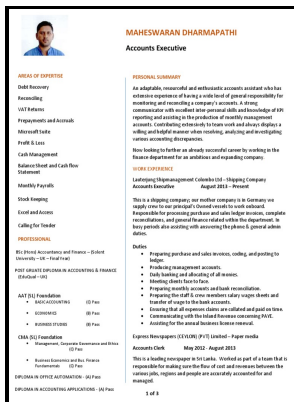 MAHESWARAN DHARMAPATHI
Accounts Executive
AREAS OF EXPERTISE
Debt Recovery
Reconciling
VAT Returns
Prepayments and Accruals
Microsoft Suite
Profit & Loss
Cash Management
Balance Sheet and Cash flow
Statement
Monthly Payrolls
Stock Keeping
Excel and Access
Calling for Tender
PROFESSIONAL
BSc (Hons) Accountancy and Finance – (Solent
University – UK – Final Year)
POST GRUATE DIPLOMA IN ACCOUNTING & FINANCE
(EduQual – UK)
AAT (SL) Foundation
• BASIC ACCOUNTING (C) Pass
• ECONOMICS (B) Pass
• BUSINESS STUDIES (B) Pass
CMA (SL) Foundation
• Management, Corporate Governance and Ethics
(C) Pass
• Business Economics and Bus. Finance
Fundamentals (C) Pass
DIPLOMA IN OFFICE AUTOMATION - (A) Pass
DIPLOMA IN ACCOUNTING APPLICATIONS - (A) Pass
PERSONAL SUMMARY
An adaptable, resourceful and enthusiastic accounts assistant who has
extensive experience of having a wide level of general responsibility for
monitoring and reconciling a company's accounts. A strong
communicator with excellent inter-personal skills and knowledge of KPI
reporting and assisting in the production of monthly management
accounts. Contributing extensively to team work and always displays a
willing and helpful manner when resolving, analyzing and investigating
various accounting discrepancies.
Now looking to further an already successful career by working in the
finance department for an ambitious and expanding company.
WORK EXPERIENCE
Lauterjung Shipmanagement Colombo Ltd – Shipping Company
Accounts Executive August 2013 – Present
This is a shipping company; our mother company is in Germany we
supply crew to our principal's Owned vessels to work onboard.
Responsible for processing purchase and sales ledger invoices, complete
reconciliations, and general finance related within the department. In
busy periods also assisting with answering the phone & general admin
duties.
Duties
• Preparing purchase and sales invoices, coding, and posting to
ledger.
• Producing management accounts.
• Daily banking and allocating of all monies.
• Meeting clients face to face.
• Preparing monthly accounts and bank reconciliation.
• Preparing the staff & crew members salary wages sheets and
transfer of wage to the bank accounts.
• Ensuring that all expenses claims are collated and paid on time.
• Communicating with the Inland Revenue concerning PAYE.
• Assisting for the annual business license renewal.
Express Newspapers (CEYLON) (PVT) Limited – Paper media
Accounts Clerk May 2012 - August 2013
This is a leading newspaper in Sri Lanka. Worked as part of a team that is
responsible for making sure the flow of cost and revenues between the
various jobs, regions and people are accurately accounted for and
managed.
1 of 3